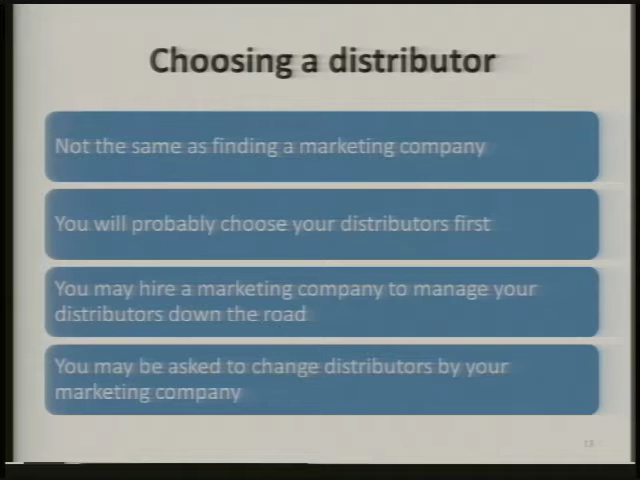 Choosing a distributor
Not the same as finding a marketing company
You will probably choose your distributors first
You may hire a marketing company to manage your
distributors down the road
You may be asked to change distributors by your
marketing company